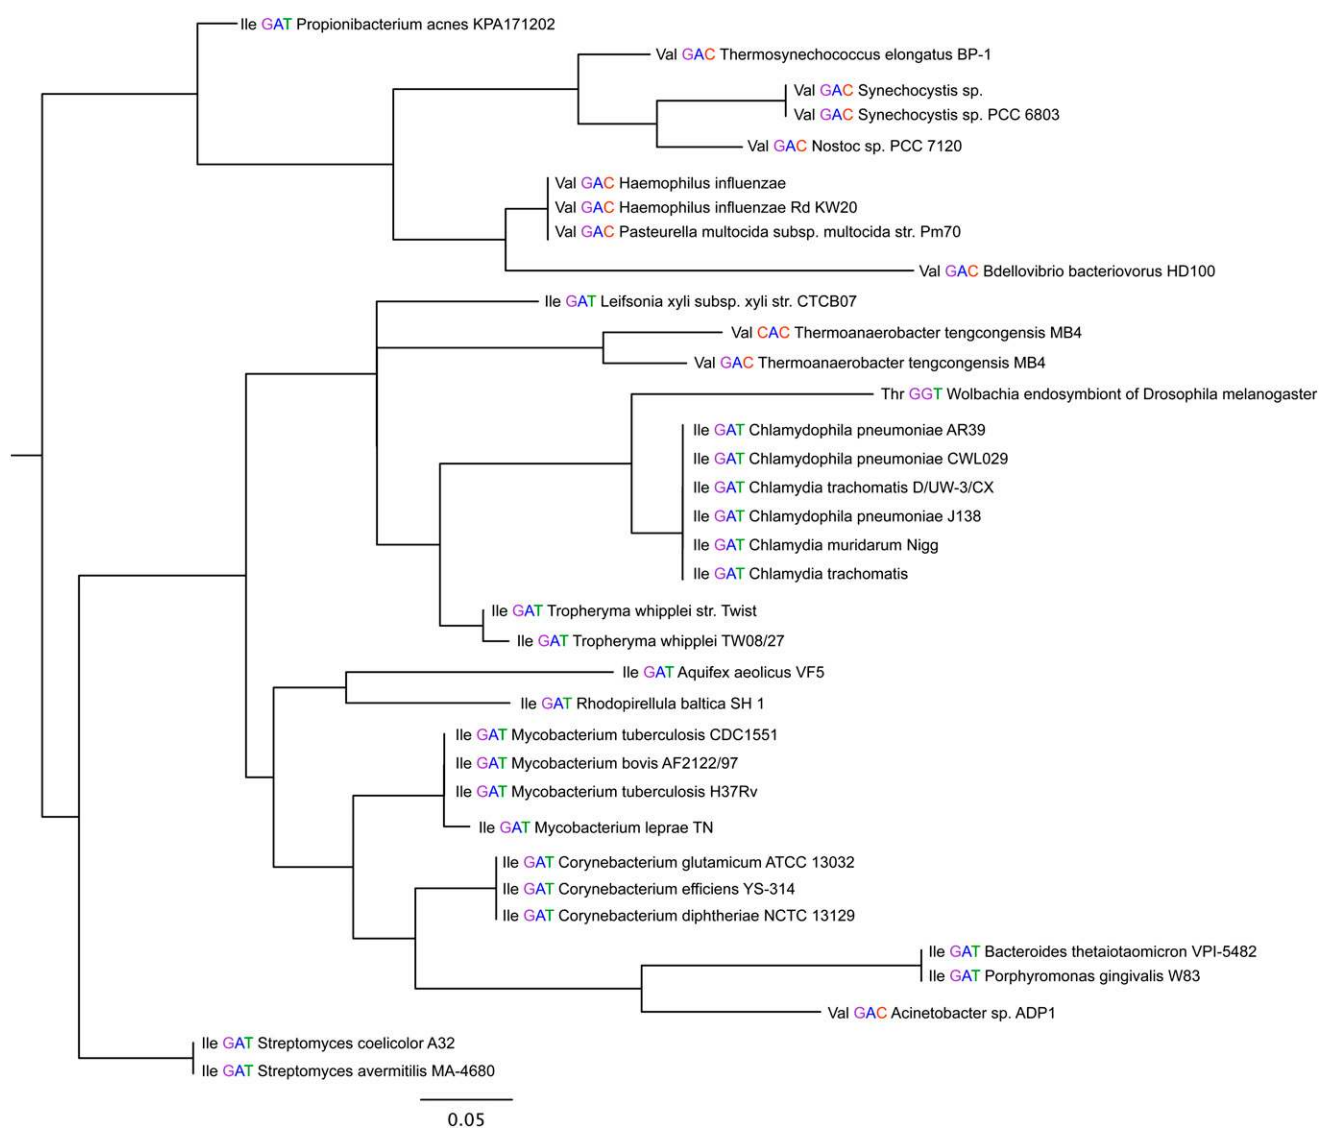 Ile GAT Propionibacterium acnes KPA171202
Val GAC Thermosynechococcus elongatus BP-1
Val GAC Synechocystis sp.
Val GAC Synechocystis sp. PCC 6803
Val GAC Nostoc sp. PCC 7120
Val GAC Haemophilus influenzae
Val GAC Haemophilus influenzae Rd KW20
Val GAC Pasteurella multocida subsp. multocida str. Pm70
Val GAC Bdellovibrio bacteriovorus HD100
Ile GAT Leifsonia xyli subsp. xyli str. CTCB07
Val CAC Thermoanaerobacter tengcongensis MB4
Val GAC Thermoanaerobacter tengcongensis MB4
Thr GGT Wolbachia endosymbiont of Drosophila melanogaster
Ile GAT Chlamydophila pneumoniae AR39
Ile GAT Chlamydophila pneumoniae CWL029
Ile GAT Chlamydia trachomatis D/UW-3/CX
Ile GAT Chlamydophila pneumoniae J138
Ile GAT Chlamydia muridarum Nigg
Ile GAT Chlamydia trachomatis
Ile GAT Tropheryma whipplei str. Twist
Ile GAT Tropheryma whipplei TW08/27
Ile GAT Aquifex aeolicus VF5
Ile GAT Rhodopirellula baltica SH 1
Ile GAT Mycobacterium tuberculosis CDC1551
Ile GAT Mycobacterium bovis AF2122/97
Ile GAT Mycobacterium tuberculosis H37Rv
Ile GAT Mycobacterium leprae TN
Ile GAT Corynebacterium glutamicum ATCC 13032
Ile GAT Corynebacterium efficiens YS-314
Ile GAT Corynebacterium diphtheriae NCTC 13129
Ile GAT Bacteroides thetaiotaomicron VPI-5482
Ile GAT Porphyromonas gingivalis W83
Val GAC Acinetobacter sp. ADP1
Ile GAT Streptomyces coelicolor A32
Ile GAT Streptomyces avermitilis MA-4680
0.05